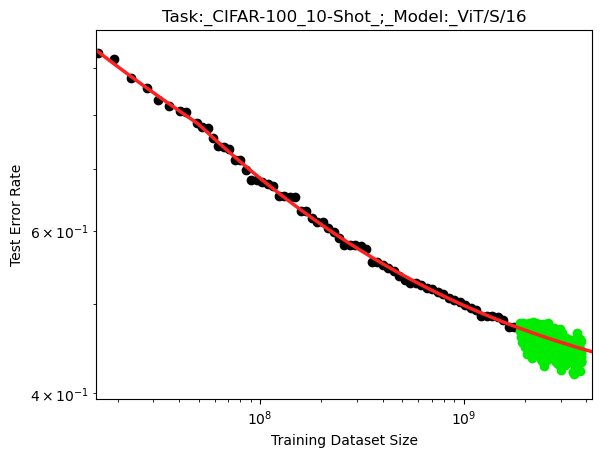 Task:_CIFAR-100_10-Shot_;_Model:_ViT/S/16
Test Error Rate
6 × 10⁻¹
4 × 10⁻¹
10⁸
10⁹
Training Dataset Size